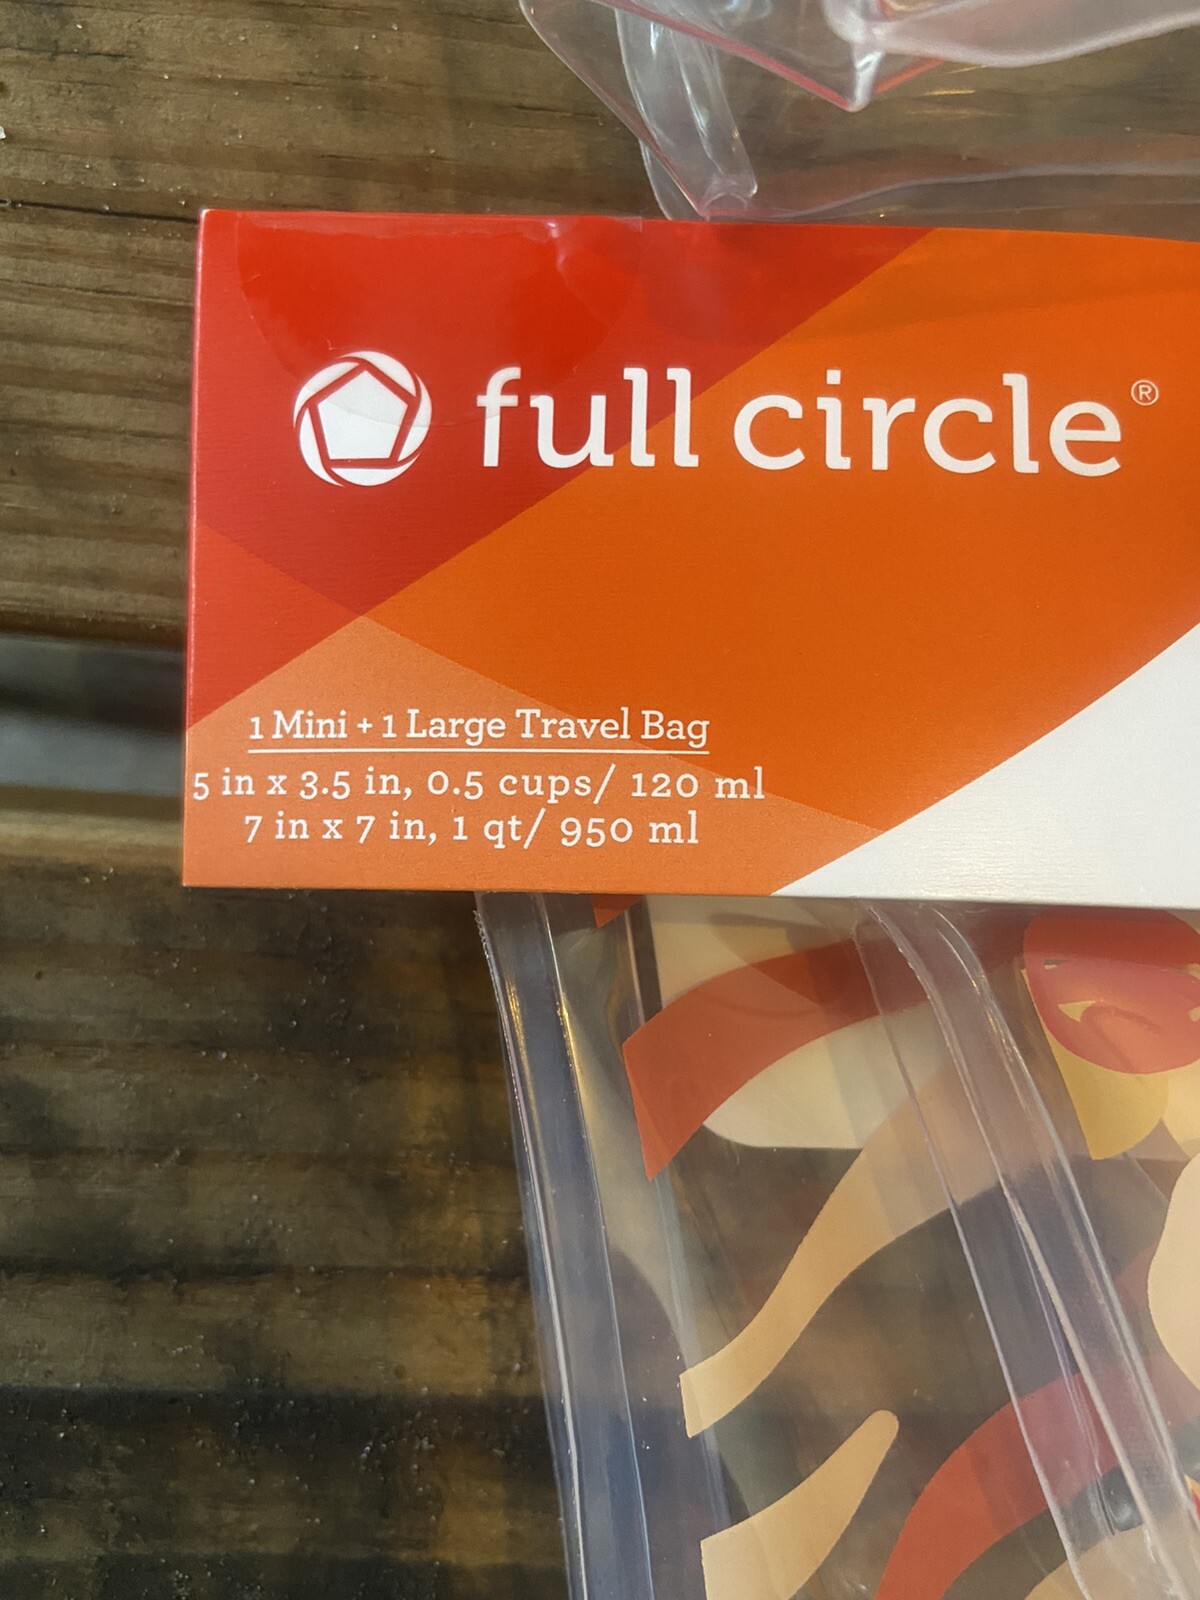 full circle®
1 Mini + 1 Large Travel Bag
5 in x 3.5 in, 0.5 cups/ 120 ml
7 in x 7 in, 1 qt/ 950 ml